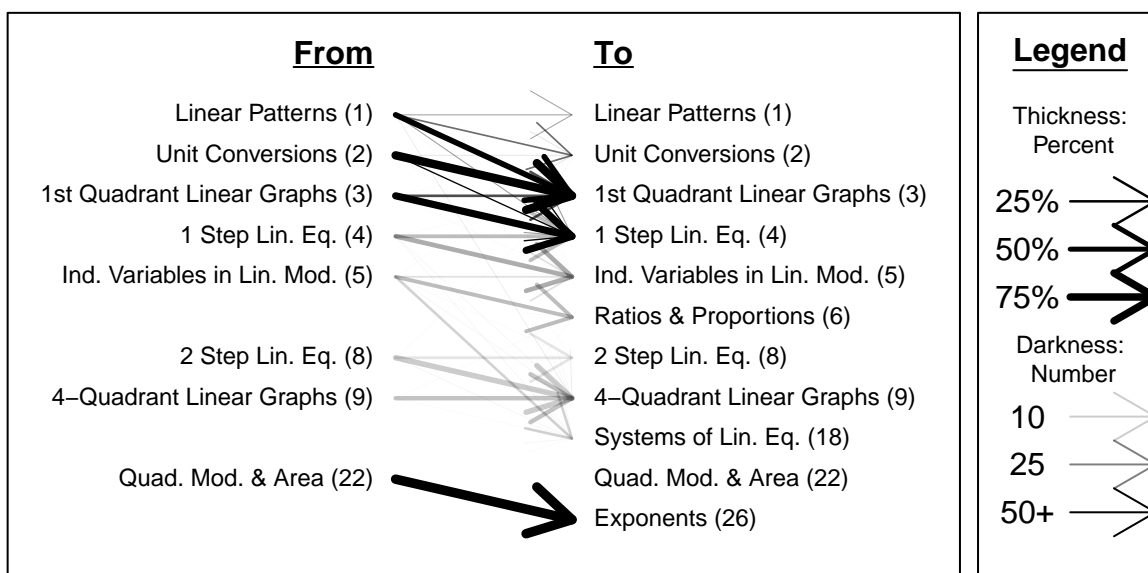 From
To
Linear Patterns (1)
Unit Conversions (2)
1st Quadrant Linear Graphs (3)
1 Step Lin. Eq. (4)
Ind. Variables in Lin. Mod. (5)
2 Step Lin. Eq. (8)
4−Quadrant Linear Graphs (9)
Quad. Mod. & Area (22)
Linear Patterns (1)
Unit Conversions (2)
1st Quadrant Linear Graphs (3)
1 Step Lin. Eq. (4)
Ind. Variables in Lin. Mod. (5)
Ratios & Proportions (6)
2 Step Lin. Eq. (8)
4−Quadrant Linear Graphs (9)
Systems of Lin. Eq. (18)
Quad. Mod. & Area (22)
Exponents (26)
Legend
Thickness:
Percent
25%
50%
75%
Darkness:
Number
10
25
50+